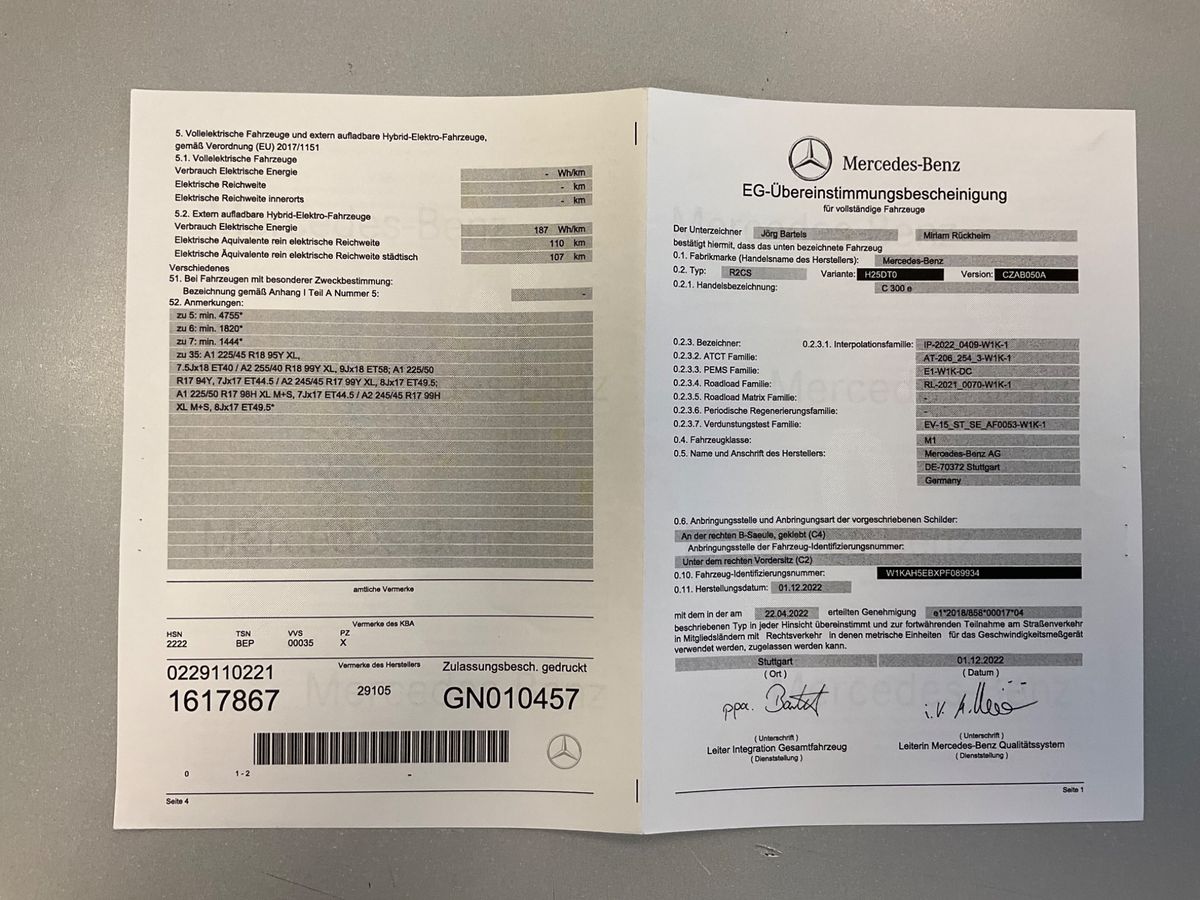 5. Vollelektrische Fahrzeuge und extern aufladbare Hybrid-Elektro-Fahrzeuge,
gemäß Verordnung (EU) 2017/1151
5.1. Vollelektrische Fahrzeuge
Verbrauch Elektrische Energie - Wh/km
Elektrische Reichweite - km
Elektrische Reichweite innerorts - km
5.2. Extern aufladbare Hybrid-Elektro-Fahrzeuge
Verbrauch Elektrische Energie 187 Wh/km
Elektrische Äquivalente rein elektrische Reichweite 110 km
Elektrische Äquivalente rein elektrische Reichweite städtisch 107 km
Verschiedenes
51. Bei Fahrzeugen mit besonderer Zweckbestimmung:
Bezeichnung gemäß Anhang I Teil A Nummer 5: -
52. Anmerkungen:
zu 5: min. 4755*
zu 6: min. 1820*
zu 7: min. 1444*
zu 35: A1 225/45 R18 95Y XL,
7.5Jx18 ET40 / A2 255/40 R18 99Y XL, 9Jx18 ET58; A1 225/50
R17 94Y, 7Jx17 ET44.5 / A2 245/45 R17 99Y XL, 8Jx17 ET49.5;
A1 225/50 R17 98H XL M+S, 7Jx17 ET44.5 / A2 245/45 R17 99H
XL M+S, 8Jx17 ET49.5*
amtliche Vermerke
Vermerke des KBA
HSN TSN VVS PZ
2222 BEP 00035 X
0229110221 Vermerke des Herstellers Zulassungsbesch. gedruckt
1617867 29105 GN010457
0 1-2 -
Seite 4
Mercedes-Benz
EG-Übereinstimmungsbescheinigung
für vollständige Fahrzeuge
Der Unterzeichner Jörg Bartels Miriam Rückheim
bestätigt hiermit, dass das unten bezeichnete Fahrzeug
0.1. Fabrikmarke (Handelsname des Herstellers): Mercedes-Benz
0.2. Typ: R2CS Variante: H25DT0 Version: CZAB050A
0.2.1. Handelsbezeichnung: C 300 e
0.2.3. Bezeichner: 0.2.3.1. Interpolationsfamilie: IP-2022_0409-W1K-1
0.2.3.2. ATCT Familie: AT-206_254_3-W1K-1
0.2.3.3. PEMS Familie: E1-W1K-DC
0.2.3.4. Roadload Familie: RL-2021_0070-W1K-1
0.2.3.5. Roadload Matrix Familie: -
0.2.3.6. Periodische Regenerierungsfamilie: -
0.2.3.7. Verdunstungstest Familie: EV-15_ST_SE_AF0053-W1K-1
0.4. Fahrzeugklasse: M1
0.5. Name und Anschrift des Herstellers: Mercedes-Benz AG
DE-70372 Stuttgart
Germany
0.6. Anbringungsstelle und Anbringungsart der vorgeschriebenen Schilder:
An der rechten B-Saeule, geklebt (C4)
Anbringungsstelle der Fahrzeug-Identifizierungsnummer:
Unter dem rechten Vordersitz (C2)
0.10. Fahrzeug-Identifizierungsnummer: W1KAH5EBXPF089934
0.11. Herstellungsdatum: 01.12.2022
mit dem in der am 22.04.2022 erteilten Genehmigung e1*2018/858*00017*04
beschriebenen Typ in jeder Hinsicht übereinstimmt und zur fortwährenden Teilnahme am Straßenverkehr
in Mitgliedsländern mit Rechtsverkehr in denen metrische Einheiten für das Geschwindigkeitsmeßgerät
verwendet werden, zugelassen werden kann.
Stuttgart 01.12.2022
( Ort ) ( Datum )
ppa. i.V.
( Unterschrift ) ( Unterschrift )
Leiter Integration Gesamtfahrzeug Leiterin Mercedes-Benz Qualitätssystem
( Dienststellung ) ( Dienststellung )
Seite 1